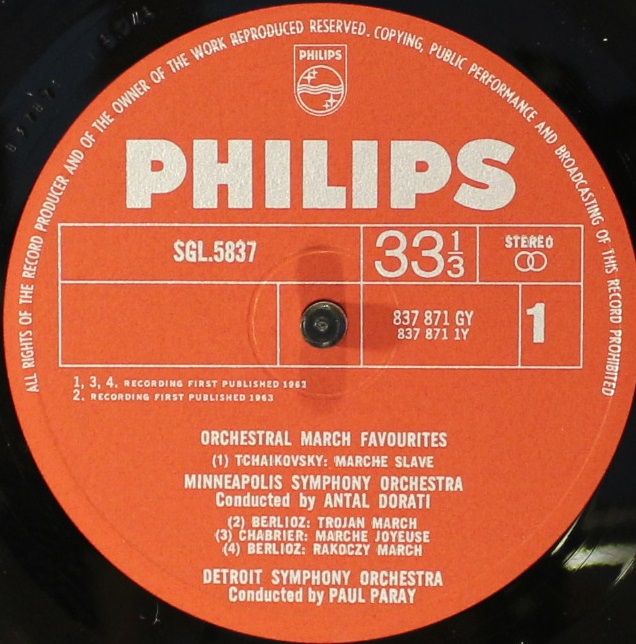 ALL RIGHTS OF THE RECORD PRODUCER AND OF THE OWNER OF THE WORK REPRODUCED RESERVED. COPYING, PUBLIC PERFORMANCE AND BROADCASTING OF THIS RECORD PROHIBITED
PHILIPS
PHILIPS
SGL.5837
33 1/3
STEREO
837 871 GY
837 871 1Y
1
1, 3, 4. RECORDING FIRST PUBLISHED 1962
2. RECORDING FIRST PUBLISHED 1963
ORCHESTRAL MARCH FAVOURITES
(1) TCHAIKOVSKY: MARCHE SLAVE
MINNEAPOLIS SYMPHONY ORCHESTRA
Conducted by ANTAL DORATI
(2) BERLIOZ: TROJAN MARCH
(3) CHABRIER: MARCHE JOYEUSE
(4) BERLIOZ: RAKOCZY MARCH
DETROIT SYMPHONY ORCHESTRA
Conducted by PAUL PARAY